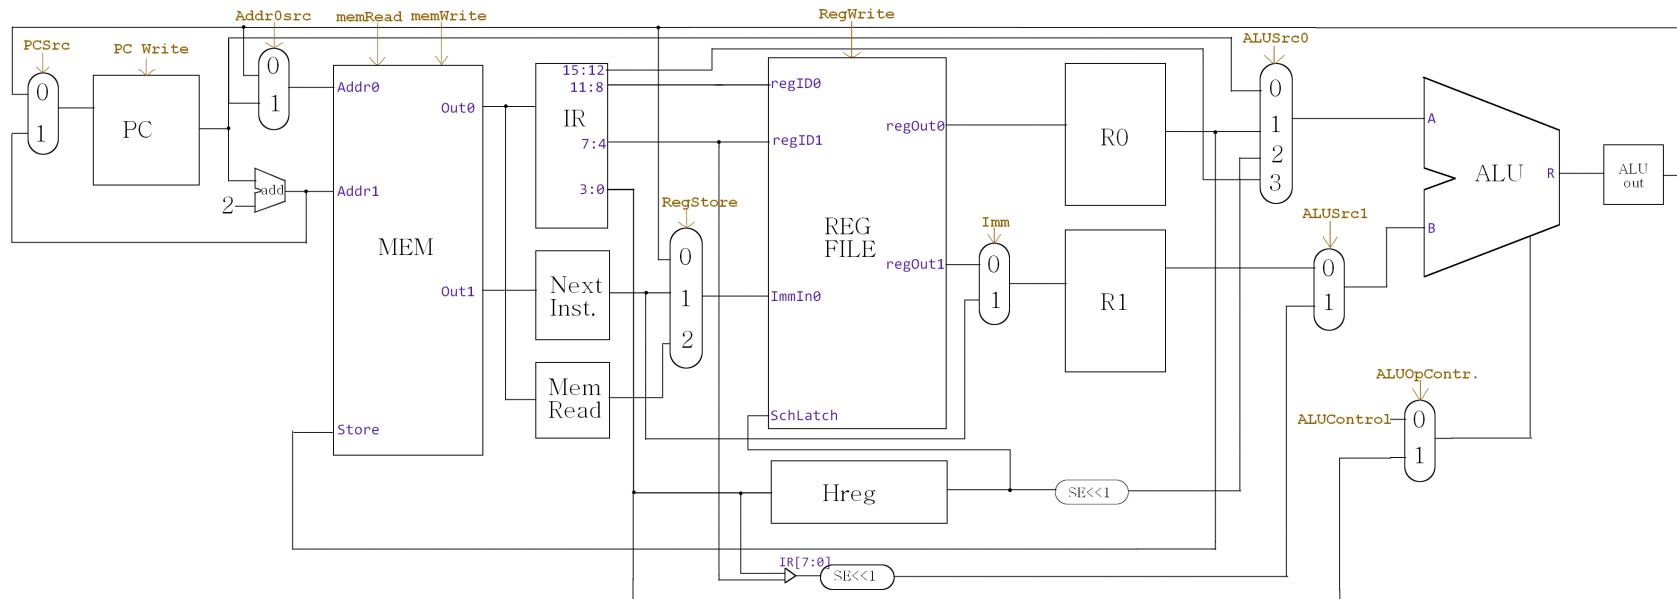 Addr0src
memRead
memWrite
RegWrite
PCSrc
PC Write
ALUSrc0
0
1
PC
0
1
Addr0
Out0
15:12
11:8
IR
7:4
3:0
regID0
regID1
regOut0
R0
0
1
2
3
A
ALU
R
B
ALU
out
add
2
Addr1
MEM
RegStore
REG
FILE
Imm
ALUSrc1
regOut1
0
1
0
1
R1
Out1
Next
Inst.
0
1
2
ImmIn0
Mem
Read
ALUOpContr.
Store
SchLatch
ALUControl
0
1
Hreg
SE<<1
IR[7:0]
SE<<1